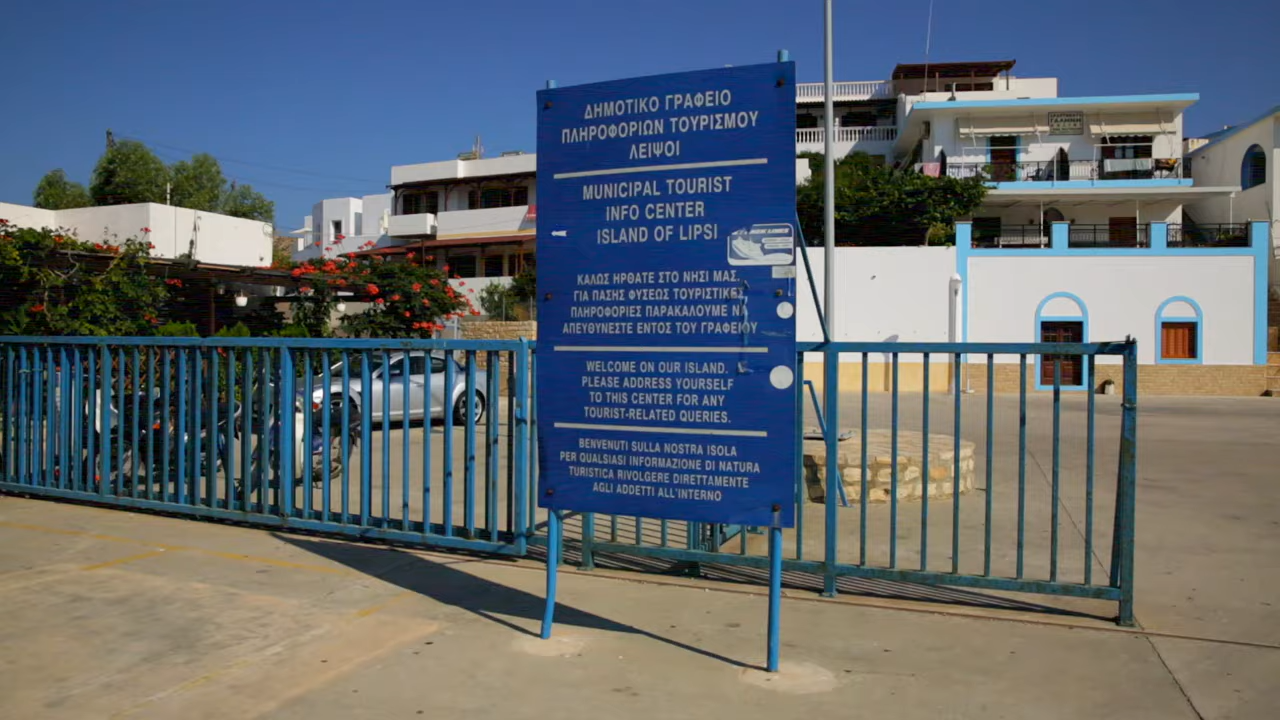 ΔΗΜΟΤΙΚΟ ΓΡΑΦΕΙΟ
ΠΛΗΡΟΦΟΡΙΩΝ ΤΟΥΡΙΣΜΟΥ
ΛΕΙΨΟΙ
MUNICIPAL TOURIST
INFO CENTER
ISLAND OF LIPSI
ΚΑΛΩΣ ΗΡΘΑΤΕ ΣΤΟ ΝΗΣΙ ΜΑΣ.
ΓΙΑ ΠΑΣΗΣ ΦΥΣΕΩΣ ΤΟΥΡΙΣΤΙΚΕΣ
ΠΛΗΡΟΦΟΡΙΕΣ ΠΑΡΑΚΑΛΟΥΜΕ ΝΑ
ΑΠΕΥΘΥΝΕΣΤΕ ΕΝΤΟΣ ΤΟΥ ΓΡΑΦΕΙΟΥ
WELCOME ON OUR ISLAND.
PLEASE ADDRESS YOURSELF
TO THIS CENTER FOR ANY
TOURIST-RELATED QUERIES.
BENVENUTI SULLA NOSTRA ISOLA
PER QUALSIASI INFORMAZIONE DI NATURA
TURISTICA RIVOLGERE DIRETTAMENTE
AGLI ADDETTI ALL'INTERNO